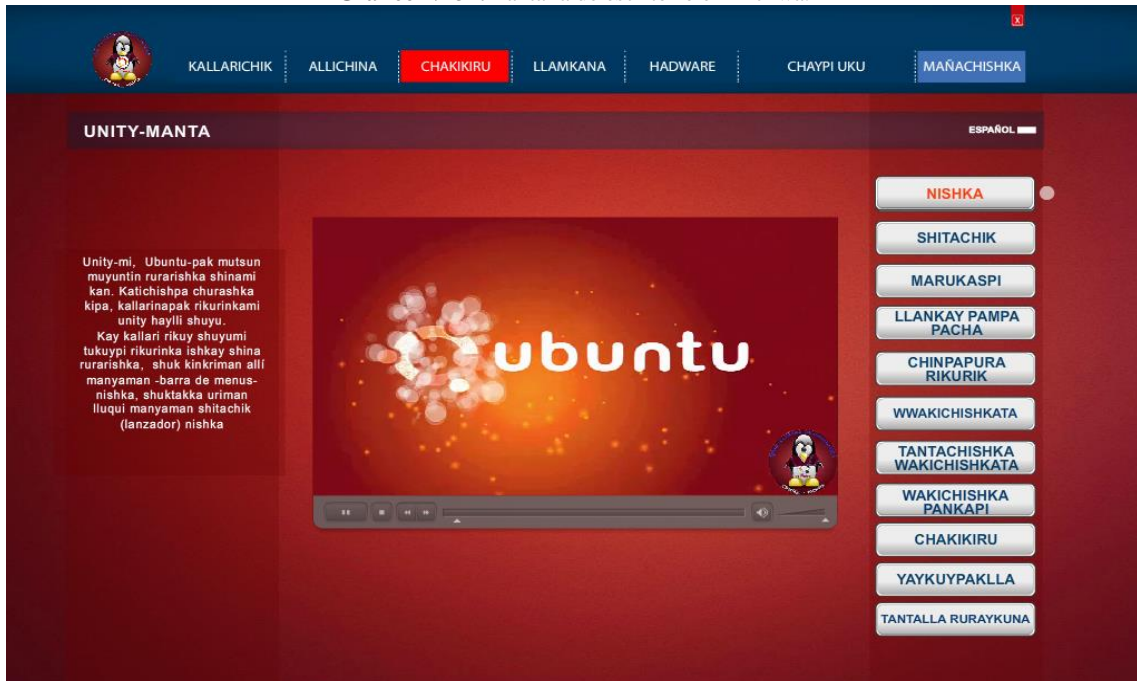 x
KALLARICHIK
ALLICHINA
CHAKIKIRU
LLAMKANA
HADWARE
CHAYPI UKU
MAÑACHISHKA
UNITY-MANTA
ESPAÑOL
Unity-mi, Ubuntu-pak mutsun
muyuntin rurarishka shinami
kan. Katichishpa churashka
kipa, kallarinapak rikurinkami
unity haylli shuyu.
Kay kallari rikuy shuyumi
tukuypi rikurinka ishkay shina
rurarishka, shuk kinkriman allí
manyaman -barra de menus-
nishka, shuktakka uriman
lluqui manyaman shitachik
(lanzador) nishka
ubuntu
NISHKA
SHITACHIK
MARUKASPI
LLANKAY PAMPA
PACHA
CHINPAPURA
RIKURIK
WWAKICHISHKATA
TANTACHISHKA
WAKICHISHKATA
WAKICHISHKA
PANKAPI
CHAKIKIRU
YAYKUYPAKLLA
TANTALLA RURAYKUNA